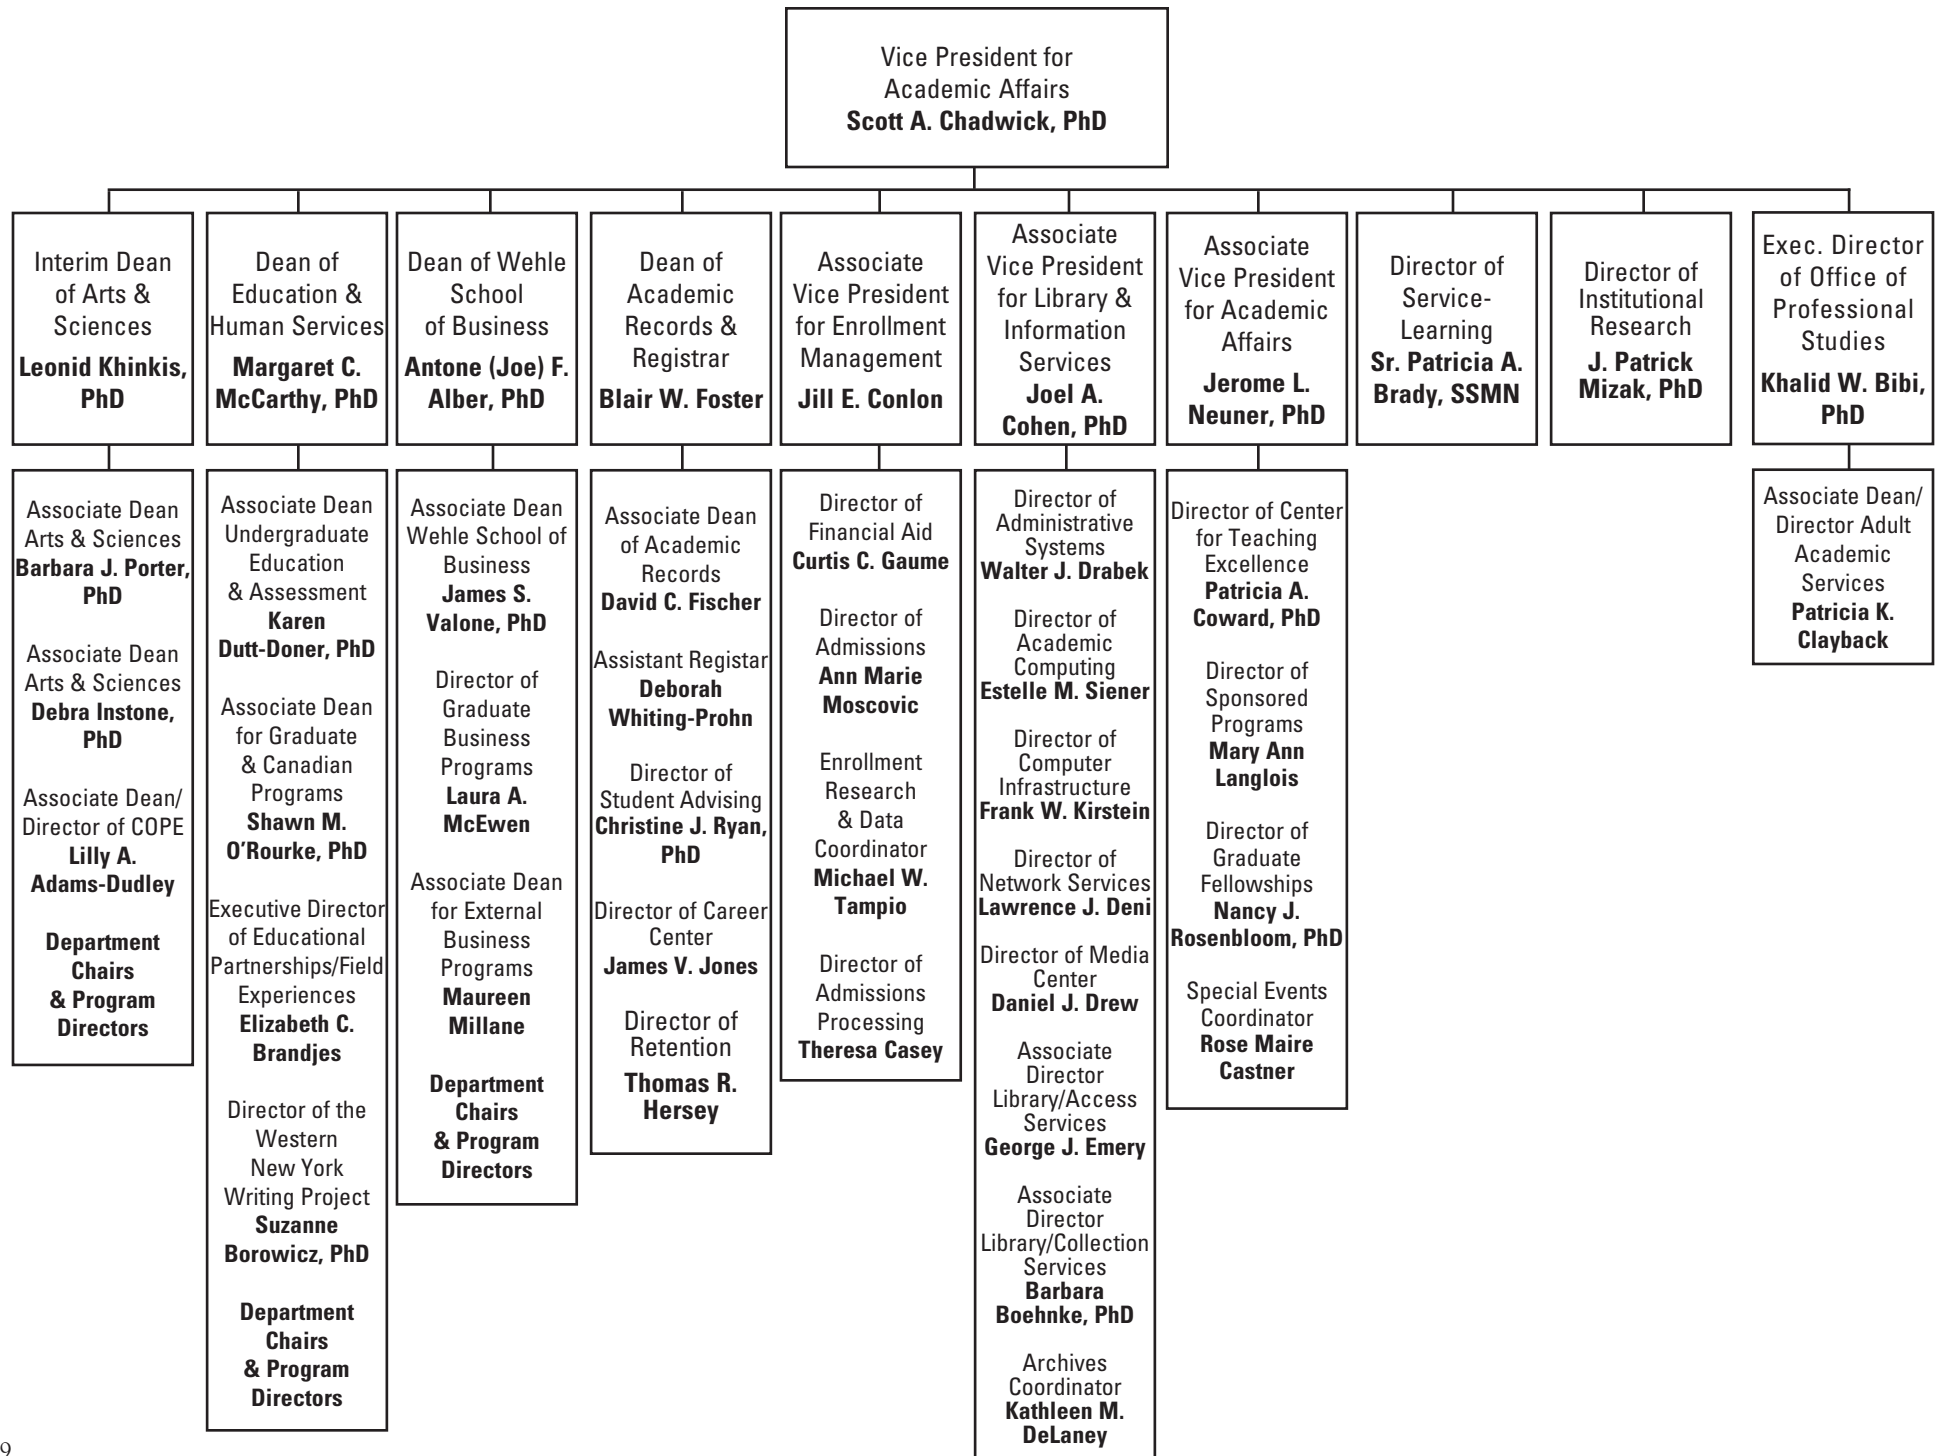 Vice President for
Academic Affairs
Scott A. Chadwick, PhD
Interim Dean
of Arts &
Sciences
Leonid Khinkis,
PhD
Dean of
Education &
Human Services
Margaret C.
McCarthy, PhD
Dean of Wehle
School
of Business
Antone (Joe) F.
Alber, PhD
Dean of
Academic
Records &
Registrar
Blair W. Foster
Associate
Vice President
for Enrollment
Management
Jill E. Conlon
Associate
Vice President
for Library &
Information
Services
Joel A.
Cohen, PhD
Associate
Vice President
for Academic
Affairs
Jerome L.
Neuner, PhD
Director of
Service-
Learning
Sr. Patricia A.
Brady, SSMN
Director of
Institutional
Research
J. Patrick
Mizak, PhD
Exec. Director
of Office of
Professional
Studies
Khalid W. Bibi,
PhD
Associate Dean
Arts & Sciences
Barbara J. Porter,
PhD
Associate Dean
Arts & Sciences
Debra Instone,
PhD
Associate Dean/
Director of COPE
Lilly A.
Adams-Dudley
Department
Chairs
& Program
Directors
Associate Dean
Undergraduate
Education
& Assessment
Karen
Dutt-Doner, PhD
Associate Dean
for Graduate
& Canadian
Programs
Shawn M.
O'Rourke, PhD
Executive Director
of Educational
Partnerships/Field
Experiences
Elizabeth C.
Brandjes
Director of the
Western
New York
Writing Project
Suzanne
Borowicz, PhD
Department
Chairs
& Program
Directors
Associate Dean
Wehle School of
Business
James S.
Valone, PhD
Director of
Graduate
Business
Programs
Laura A.
McEwen
Associate Dean
for External
Business
Programs
Maureen
Millane
Department
Chairs
& Program
Directors
Associate Dean
of Academic
Records
David C. Fischer
Assistant Registar
Deborah
Whiting-Prohn
Director of
Student Advising
Christine J. Ryan,
PhD
Director of Career
Center
James V. Jones
Director of
Retention
Thomas R.
Hersey
Director of
Financial Aid
Curtis C. Gaume
Director of
Admissions
Ann Marie
Moscovic
Enrollment
Research
& Data
Coordinator
Michael W.
Tampio
Director of
Admissions
Processing
Theresa Casey
Director of
Administrative
Systems
Walter J. Drabek
Director of
Academic
Computing
Estelle M. Siener
Director of
Computer
Infrastructure
Frank W. Kirstein
Director of
Network Services
Lawrence J. Deni
Director of Media
Center
Daniel J. Drew
Associate
Director
Library/Access
Services
George J. Emery
Associate
Director
Library/Collection
Services
Barbara
Boehnke, PhD
Archives
Coordinator
Kathleen M.
DeLaney
Director of Center
for Teaching
Excellence
Patricia A.
Coward, PhD
Director of
Sponsored
Programs
Mary Ann
Langlois
Director of
Graduate
Fellowships
Nancy J.
Rosenbloom, PhD
Special Events
Coordinator
Rose Maire
Castner
Associate Dean/
Director Adult
Academic
Services
Patricia K.
Clayback
9